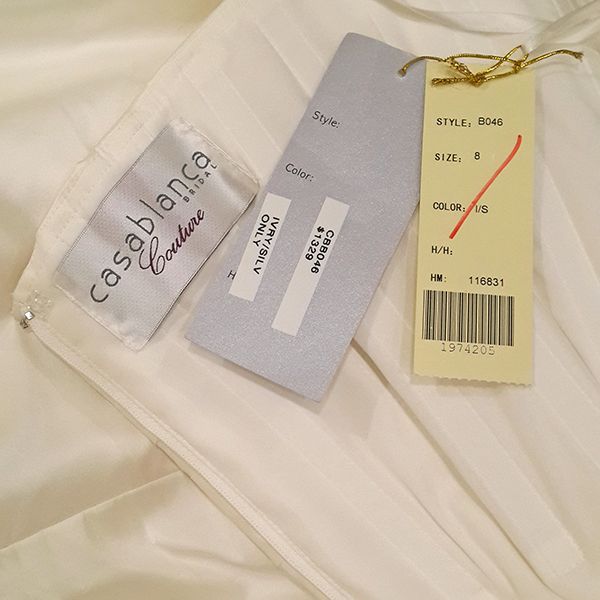 casablanca
BRIDAL
Couture
Style:
Color:
H
IVRY/SILV
ONLY
CBB046
$1329
STYLE: B046
SIZE: 8
COLOR: I/S
H/H:
HM: 116831
1974205